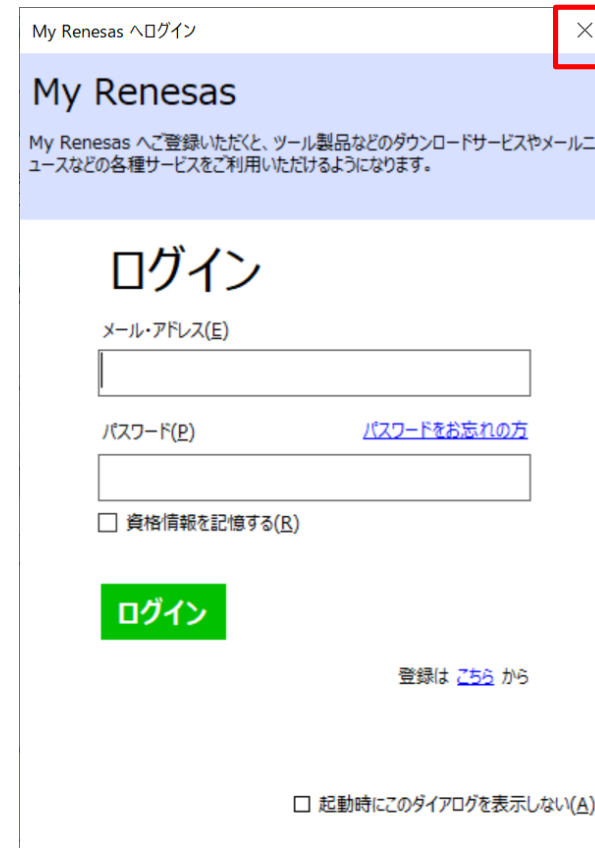 My Renesas へログイン
My Renesas
My Renesas へご登録いただくと、ツール製品などのダウンロードサービスやメールニ
ュースなどの各種サービスをご利用いただけるようになります。
ログイン
メール・アドレス(E)
パスワード(P) パスワードをお忘れの方
資格情報を記憶する(R)
ログイン
登録は こちら から
起動時にこのダイアログを表示しない(A)